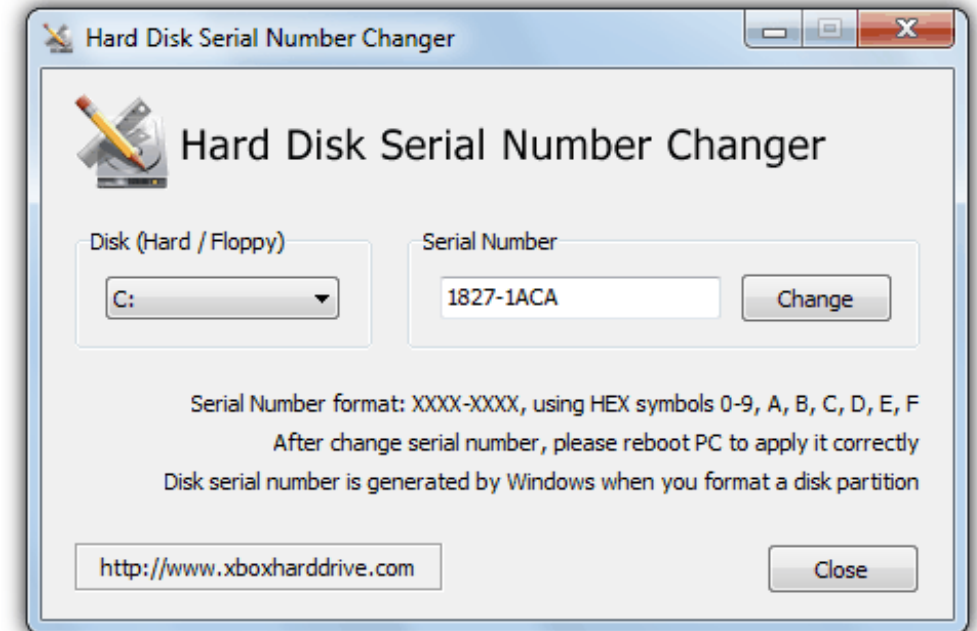 Hard Disk Serial Number Changer
Hard Disk Serial Number Changer
Disk (Hard / Floppy)
C:
Serial Number
1827-1ACA
Change
Serial Number format: XXXX-XXXX, using HEX symbols 0-9, A, B, C, D, E, F
After change serial number, please reboot PC to apply it correctly
Disk serial number is generated by Windows when you format a disk partition
http://www.xboxharddrive.com
Close